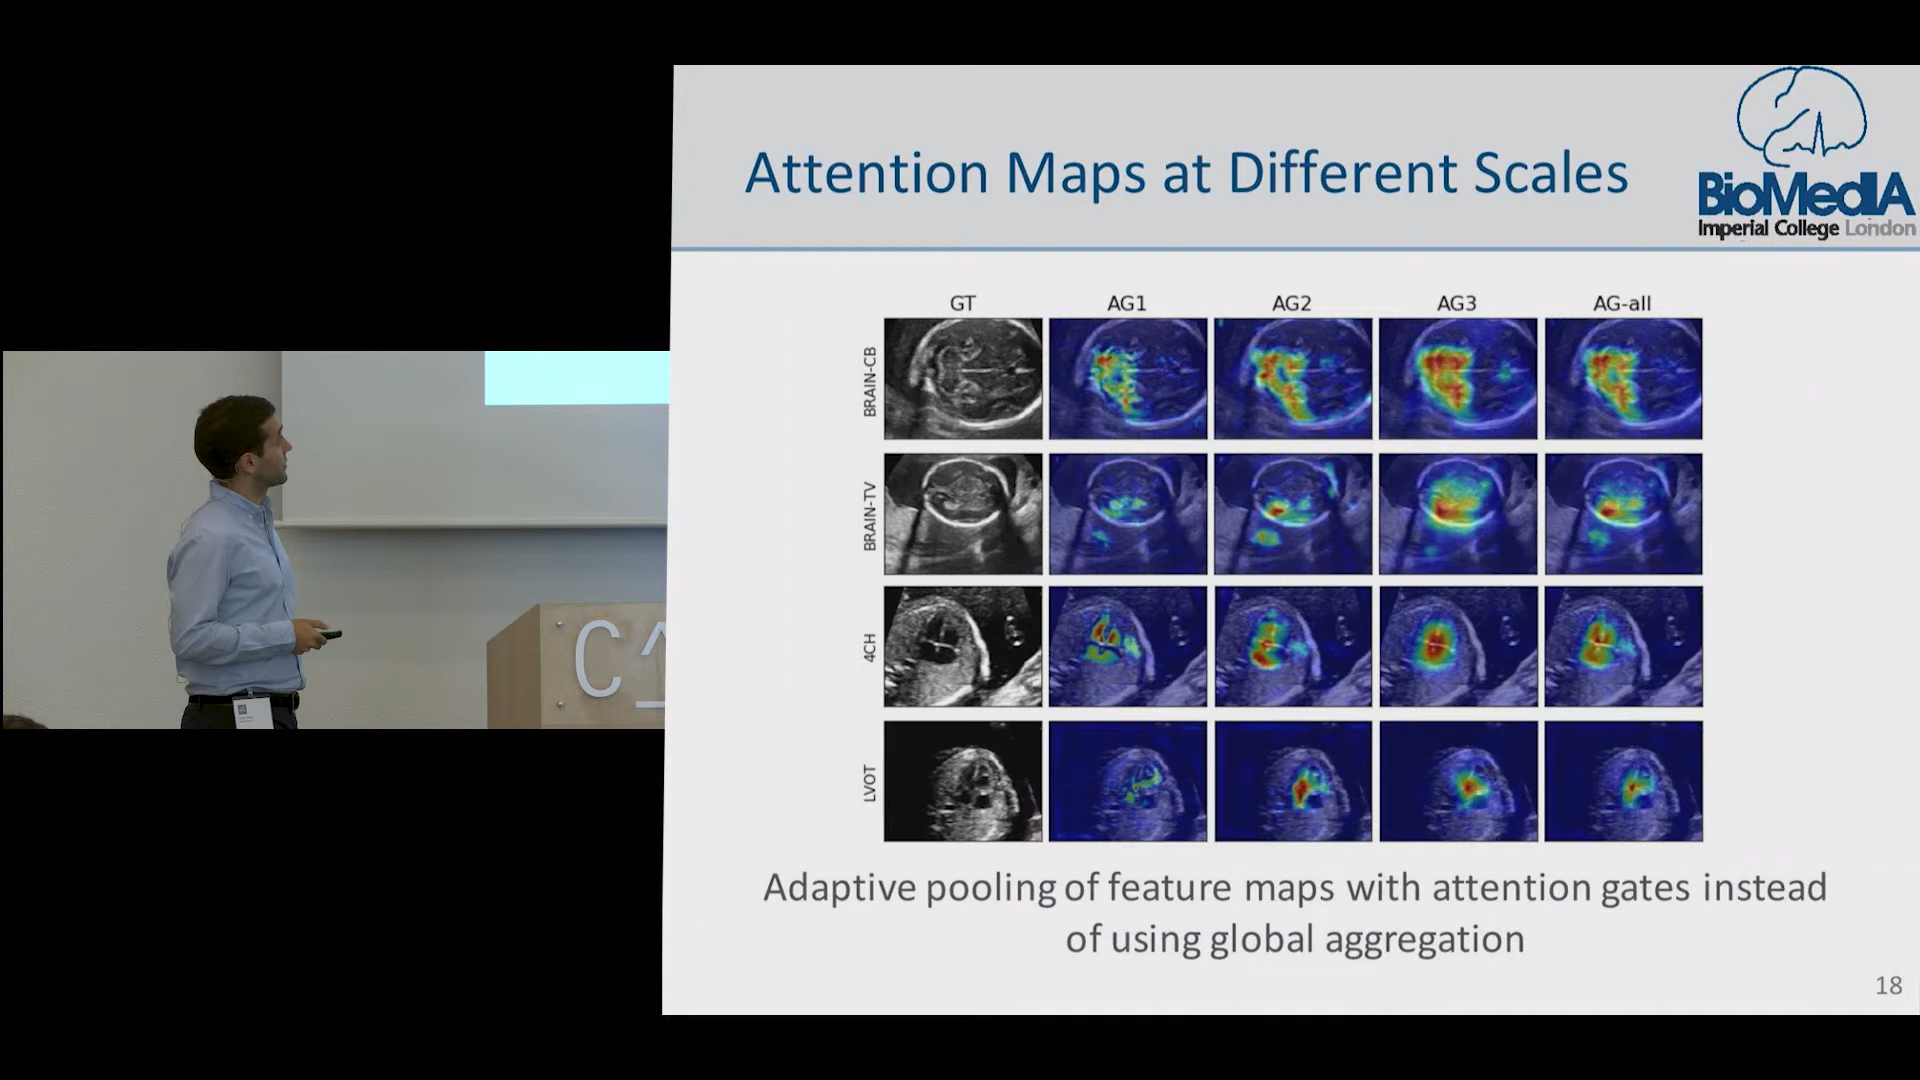 Attention Maps at Different Scales
BioMedIA
Imperial College London
GT AG1 AG2 AG3 AG-all
BRAIN-CB
BRAIN-TV
4CH
LVOT
Adaptive pooling of feature maps with attention gates instead
of using global aggregation
18